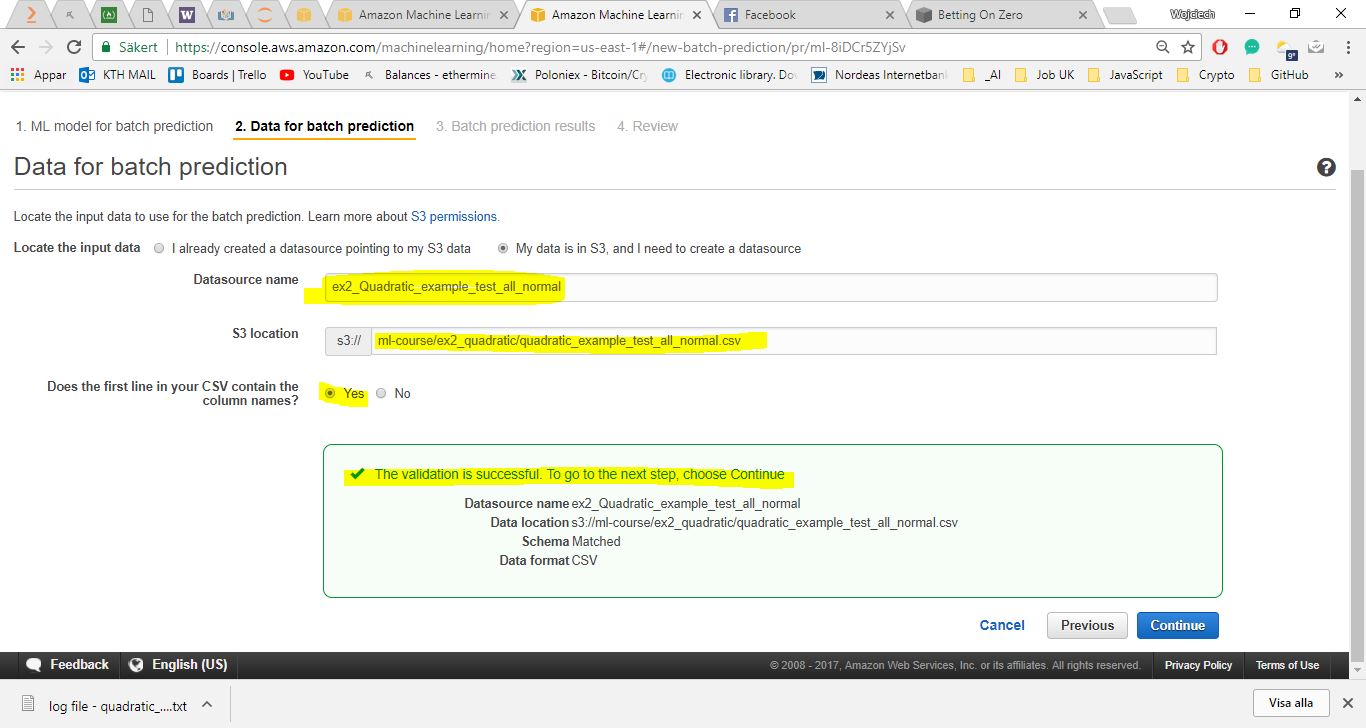 Amazon Machine Learnin
Amazon Machine Learnin
Facebook
Betting On Zero
Wojciech
Säkert
https://console.aws.amazon.com/machinelearning/home?region=us-east-1#/new-batch-prediction/pr/ml-8iDCr5ZYjSv
9°
Appar
KTH MAIL
Boards | Trello
YouTube
Balances - ethermine
Poloniex - Bitcoin/Cry
Electronic library. Do
Nordeas Internetbank
_AI
Job UK
JavaScript
Crypto
GitHub
»
1. ML model for batch prediction
2. Data for batch prediction
3. Batch prediction results
4. Review
Data for batch prediction
?
Locate the input data to use for the batch prediction. Learn more about S3 permissions.
Locate the input data
I already created a datasource pointing to my S3 data
My data is in S3, and I need to create a datasource
Datasource name
ex2_Quadratic_example_test_all_normal
S3 location
s3://
ml-course/ex2_quadratic/quadratic_example_test_all_normal.csv
Does the first line in your CSV contain the
column names?
Yes
No
The validation is successful. To go to the next step, choose Continue
Datasource name ex2_Quadratic_example_test_all_normal
Data location s3://ml-course/ex2_quadratic/quadratic_example_test_all_normal.csv
Schema Matched
Data format CSV
Cancel
Previous
Continue
Feedback
English (US)
© 2008 - 2017, Amazon Web Services, Inc. or its affiliates. All rights reserved.
Privacy Policy
Terms of Use
log file - quadratic_....txt
Visa alla